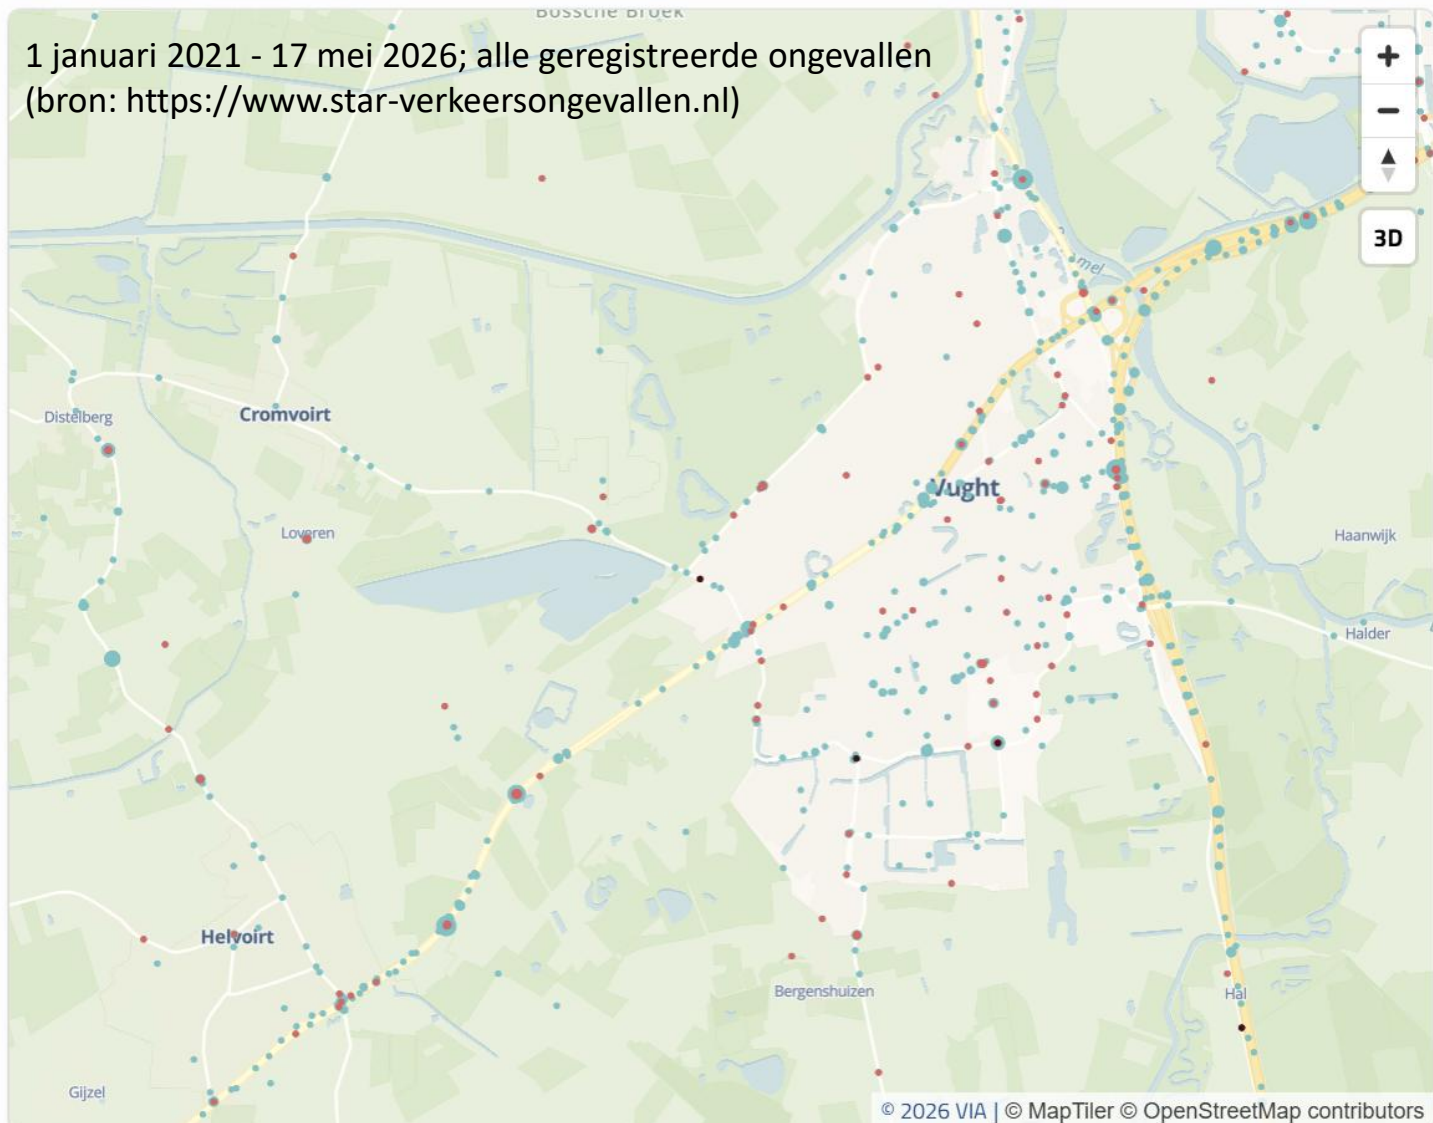 Bossche Broek
1 januari 2021 - 17 mei 2026; alle geregistreerde ongevallen
(bron: https://www.star-verkeersongevallen.nl)
+
−
3D
mel
Distelberg
Cromvoirt
Vught
Loveren
Haanwijk
Halder
Helvoirt
Bergenshuizen
Hal
Gijzel
© 2026 VIA | © MapTiler © OpenStreetMap contributors